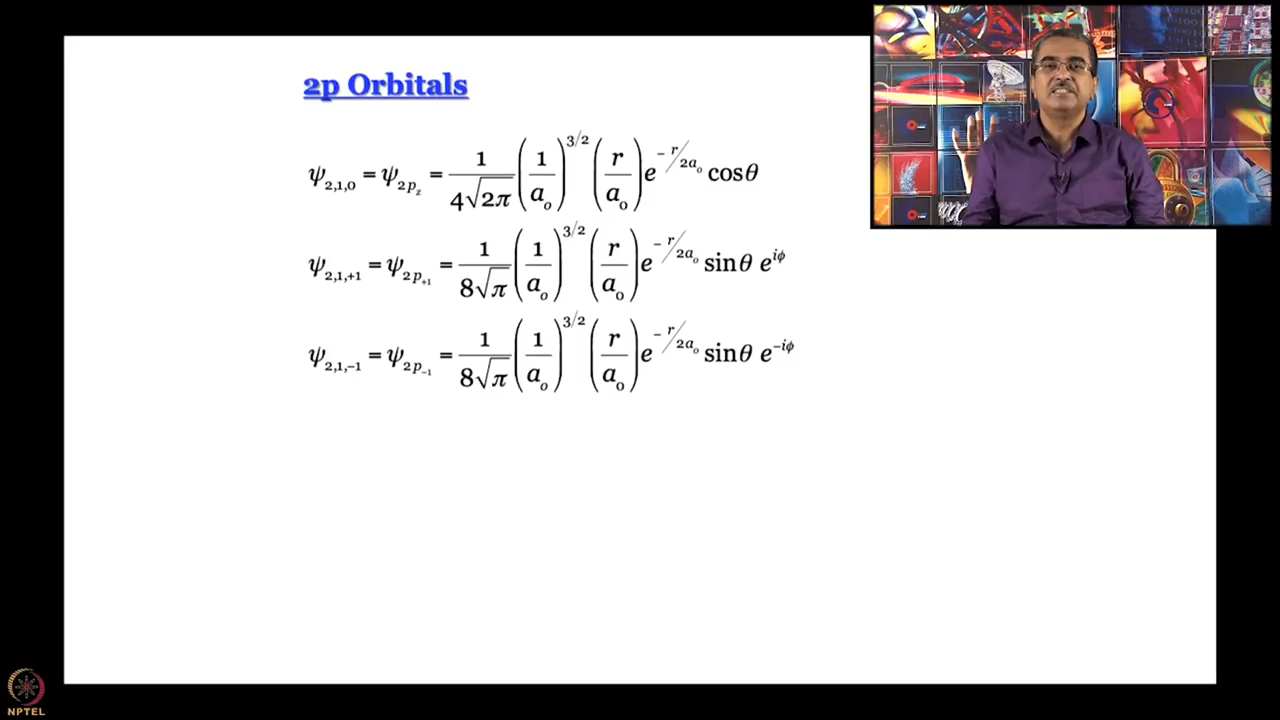 2p Orbitals
ψ₂,₁,₀ = ψ₂p_z = 1/(4√2π) (1/aₒ)^3/2 (r/aₒ) e^−r/2aₒ cosθ
ψ₂,₁,₊₁ = ψ₂p₊₁ = 1/(8√π) (1/aₒ)^3/2 (r/aₒ) e^−r/2aₒ sinθ e^iϕ
ψ₂,₁,₋₁ = ψ₂p₋₁ = 1/(8√π) (1/aₒ)^3/2 (r/aₒ) e^−r/2aₒ sinθ e^−iϕ
NPTEL